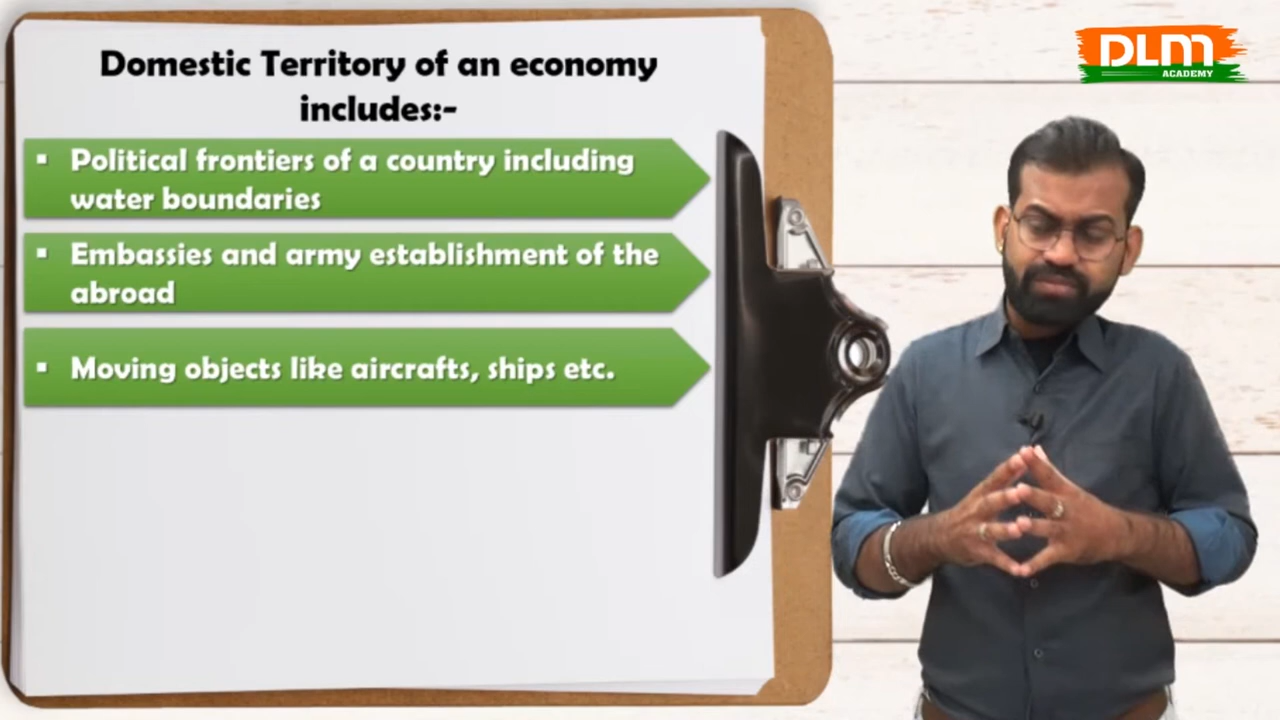 Domestic Territory of an economy
includes:-
▪ Political frontiers of a country including
water boundaries
▪ Embassies and army establishment of the
abroad
▪ Moving objects like aircrafts, ships etc.
DLM
ACADEMY